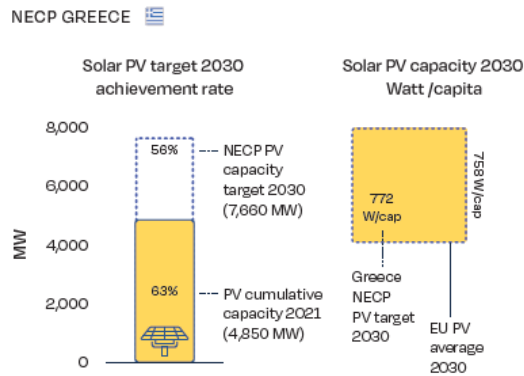 NECP GREECE
Solar PV target 2030
achievement rate
8,000
6,000
4,000
2,000
0
MW
56%
63%
NECP PV
capacity
target 2030
(7,660 MW)
PV cumulative
capacity 2021
(4,850 MW)
Solar PV capacity 2030
Watt /capita
772
W/cap
758 W/cap
Greece
NECP
PV target
2030
EU PV
average
2030